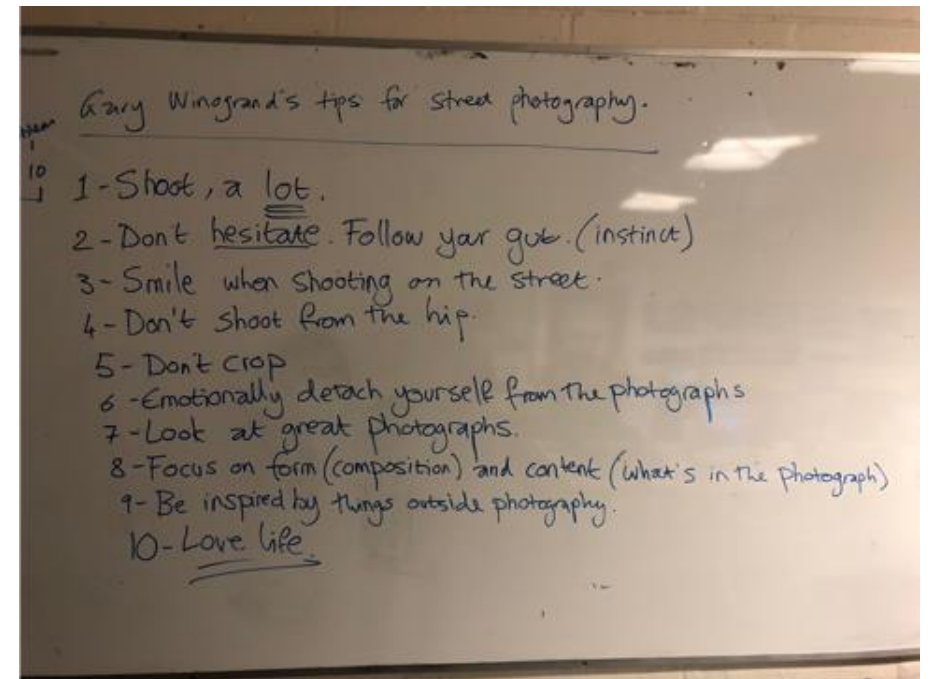 Gary Winogrand's tips for street photography.
10
1-Shoot, a lot.
2-Don't hesitate. Follow your gut. (instinct)
3-Smile when shooting on the street.
4-Don't shoot from the hip.
5-Don't crop
6-Emotionally detach yourself from the photographs
7-Look at great photographs.
8-Focus on form (composition) and content (what's in the photograph)
9-Be inspired by things outside photography.
10-Love life.